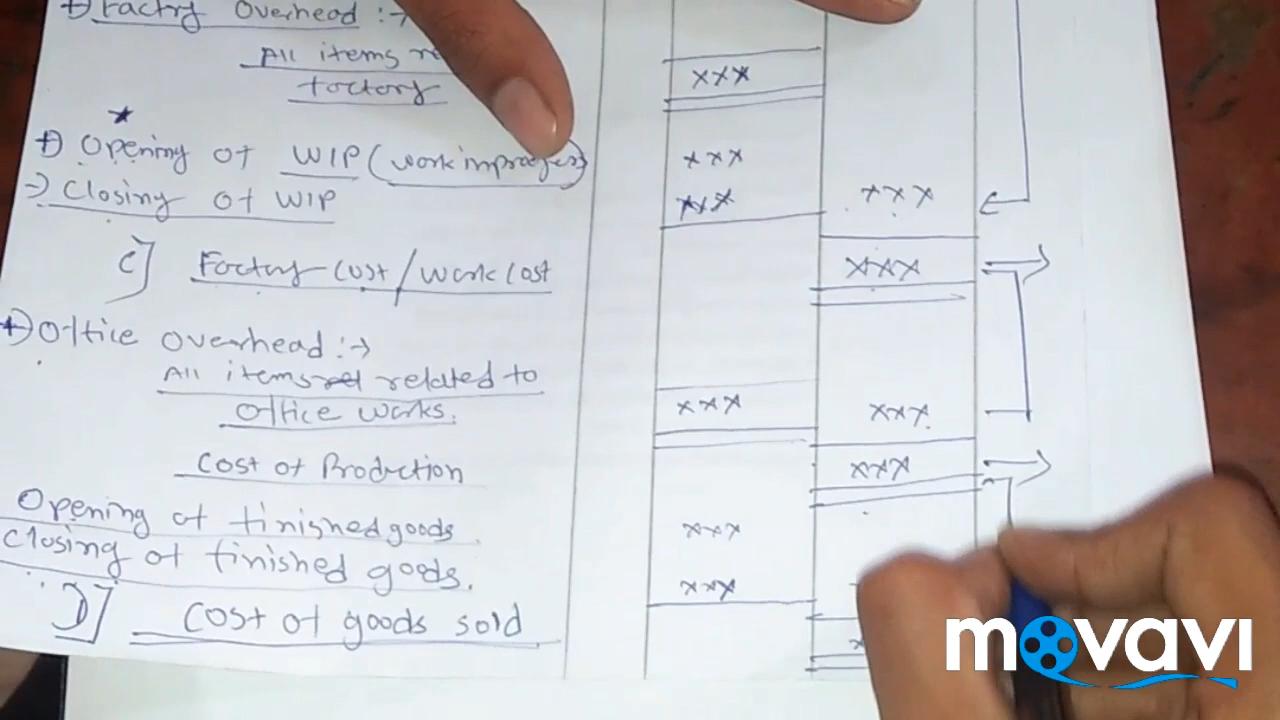 +) Factry Overhead :→
All items
factory xxx
+) Opening of WIP (work in progress) xxx
-) Closing of WIP xxx xxx
C] Factory cost / work cost xxx
+) Office overhead :→
All items related to
office works. xxx xxx
Cost of Production xxx
Opening of finished goods xxx
Closing of finished goods. xxx
D] Cost of goods sold
movavi